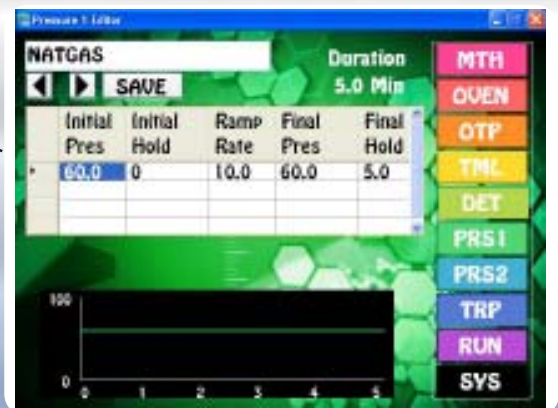 Pressure 1 Editor
NATGAS
Duration
5.0 Min
SAVE
Initial Pres Initial Hold Ramp Rate Final Pres Final Hold
60.0 0 10.0 60.0 5.0
100
0
0 1 2 3 4 5
MTH
OVEN
OTP
TML
DET
PRS1
PRS2
TRP
RUN
SYS